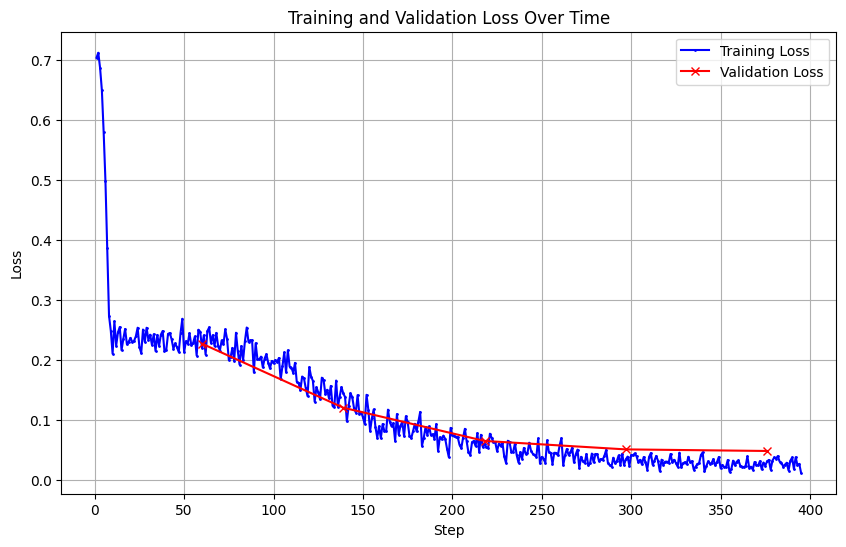 Training and Validation Loss Over Time
Training Loss
Validation Loss
Loss
0.7
0.6
0.5
0.4
0.3
0.2
0.1
0.0
0 50 100 150 200 250 300 350 400
Step